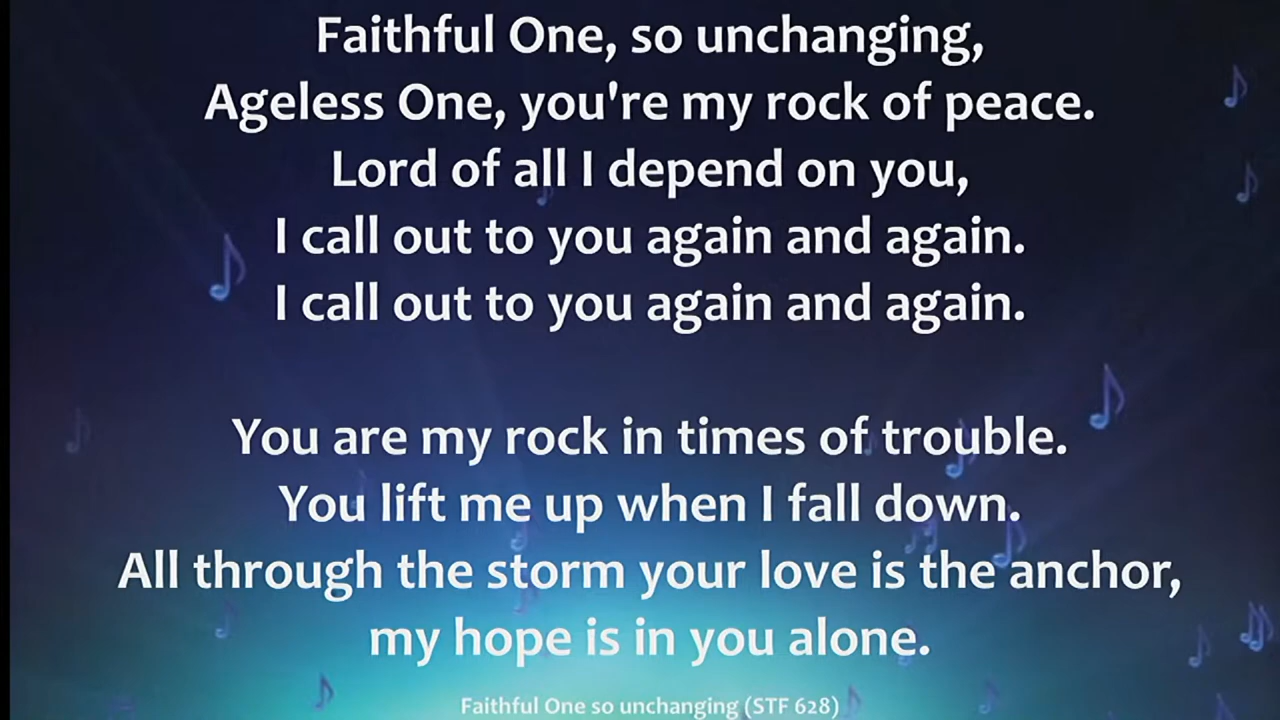 Faithful One, so unchanging,
Ageless One, you're my rock of peace.
Lord of all I depend on you,
I call out to you again and again.
I call out to you again and again.
You are my rock in times of trouble.
You lift me up when I fall down.
All through the storm your love is the anchor,
my hope is in you alone.
Faithful One so unchanging (STF 628)